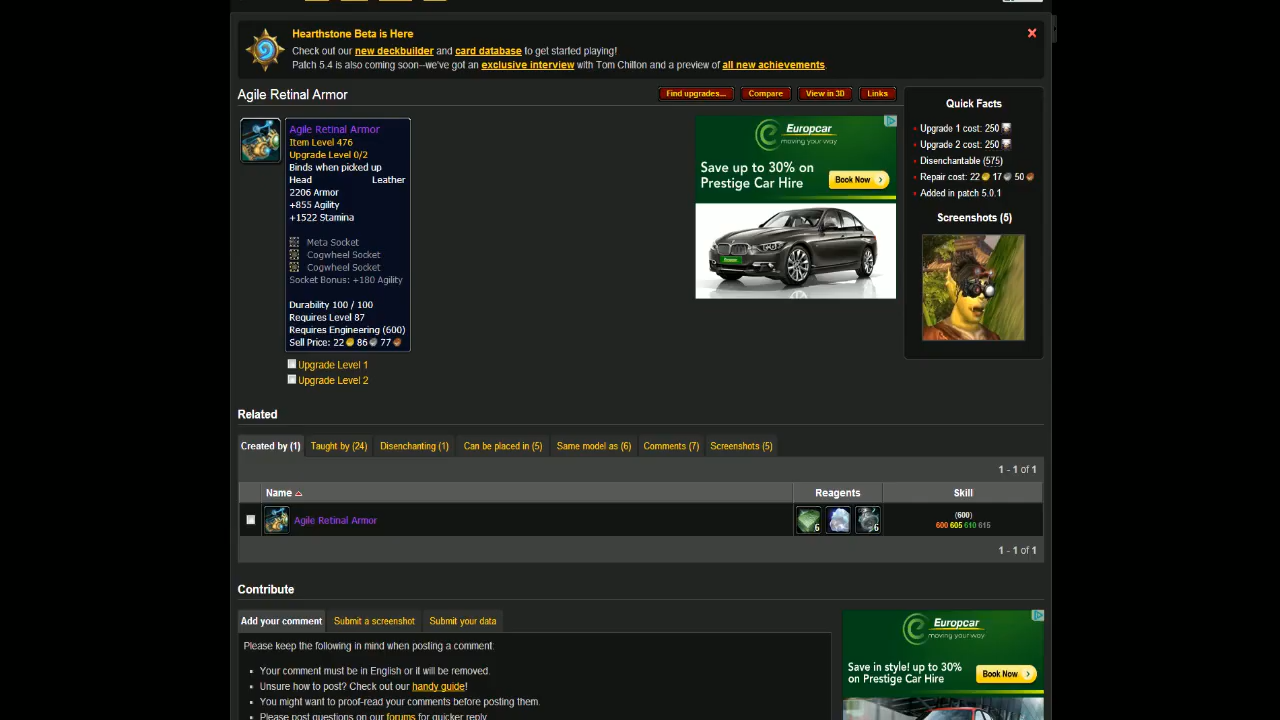 Hearthstone Beta is Here
Check out our new deckbuilder and card database to get started playing!
Patch 5.4 is also coming soon--we've got an exclusive interview with Tom Chilton and a preview of all new achievements.
Agile Retinal Armor
Find upgrades... Compare View in 3D Links
Agile Retinal Armor
Item Level 476
Upgrade Level 0/2
Binds when picked up
Head Leather
2206 Armor
+855 Agility
+1522 Stamina
Meta Socket
Cogwheel Socket
Cogwheel Socket
Socket Bonus: +180 Agility
Durability 100 / 100
Requires Level 87
Requires Engineering (600)
Sell Price: 22 86 77
Upgrade Level 1
Upgrade Level 2
Europcar
moving your way
Save up to 30% on
Prestige Car Hire
Book Now
Quick Facts
Upgrade 1 cost: 250
Upgrade 2 cost: 250
Disenchantable (575)
Repair cost: 22 17 50
Added in patch 5.0.1
Screenshots (5)
Related
Created by (1) Taught by (24) Disenchanting (1) Can be placed in (5) Same model as (6) Comments (7) Screenshots (5)
1 - 1 of 1
Name Reagents Skill
Agile Retinal Armor 6 6 (600)
600 605 610 615
1 - 1 of 1
Contribute
Add your comment Submit a screenshot Submit your data
Please keep the following in mind when posting a comment:
Your comment must be in English or it will be removed.
Unsure how to post? Check out our handy guide!
You might want to proof-read your comments before posting them.
Please post questions on our forums for quicker reply.
Europcar
moving your way
Save in style! up to 30%
on Prestige Car Hire
Book Now